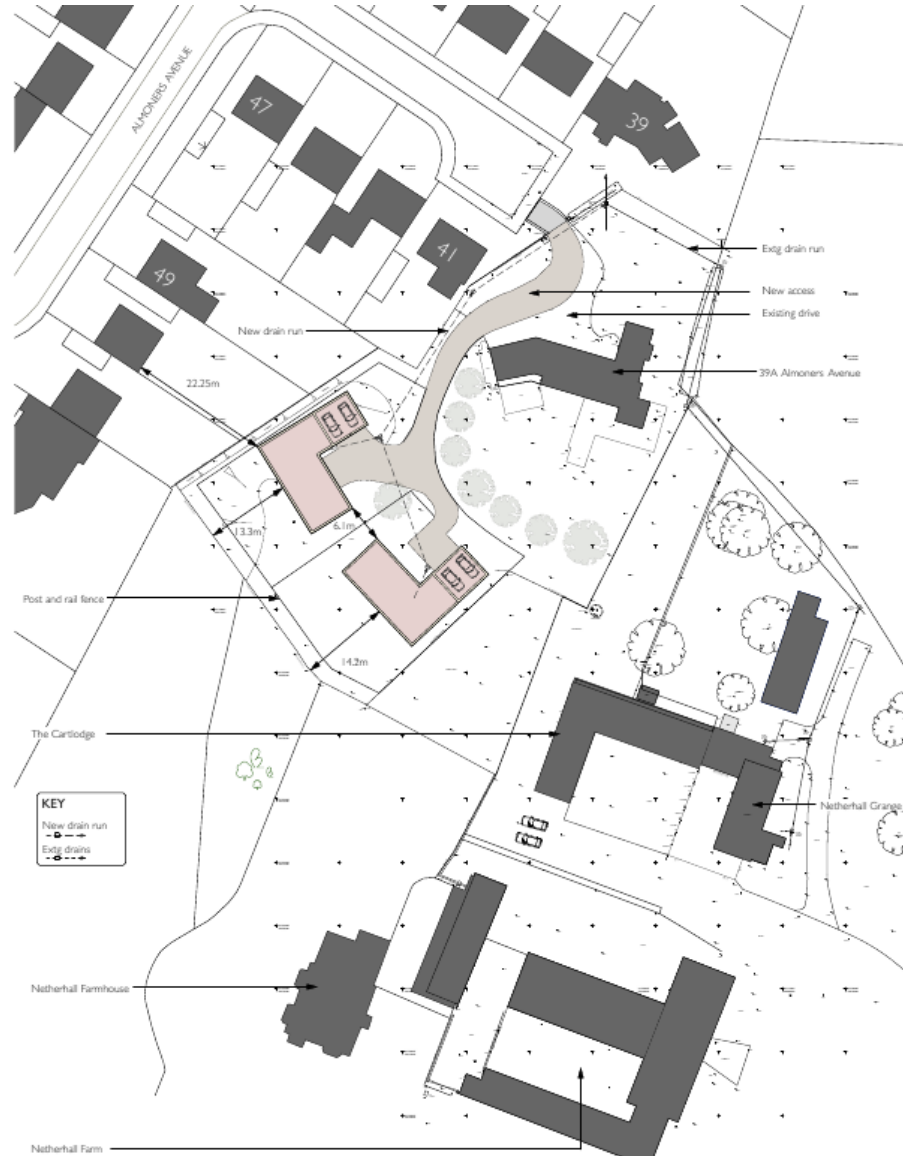 ALMONERS AVENUE
47
39
41
49
Extg drain run
New access
Existing drive
New drain run
39A Almoners Avenue
22.25m
13.3m
6.1m
Post and rail fence
14.2m
The Cartlodge
KEY
New drain run
Extg drains
Netherhall Grange
Netherhall Farmhouse
Netherhall Farm